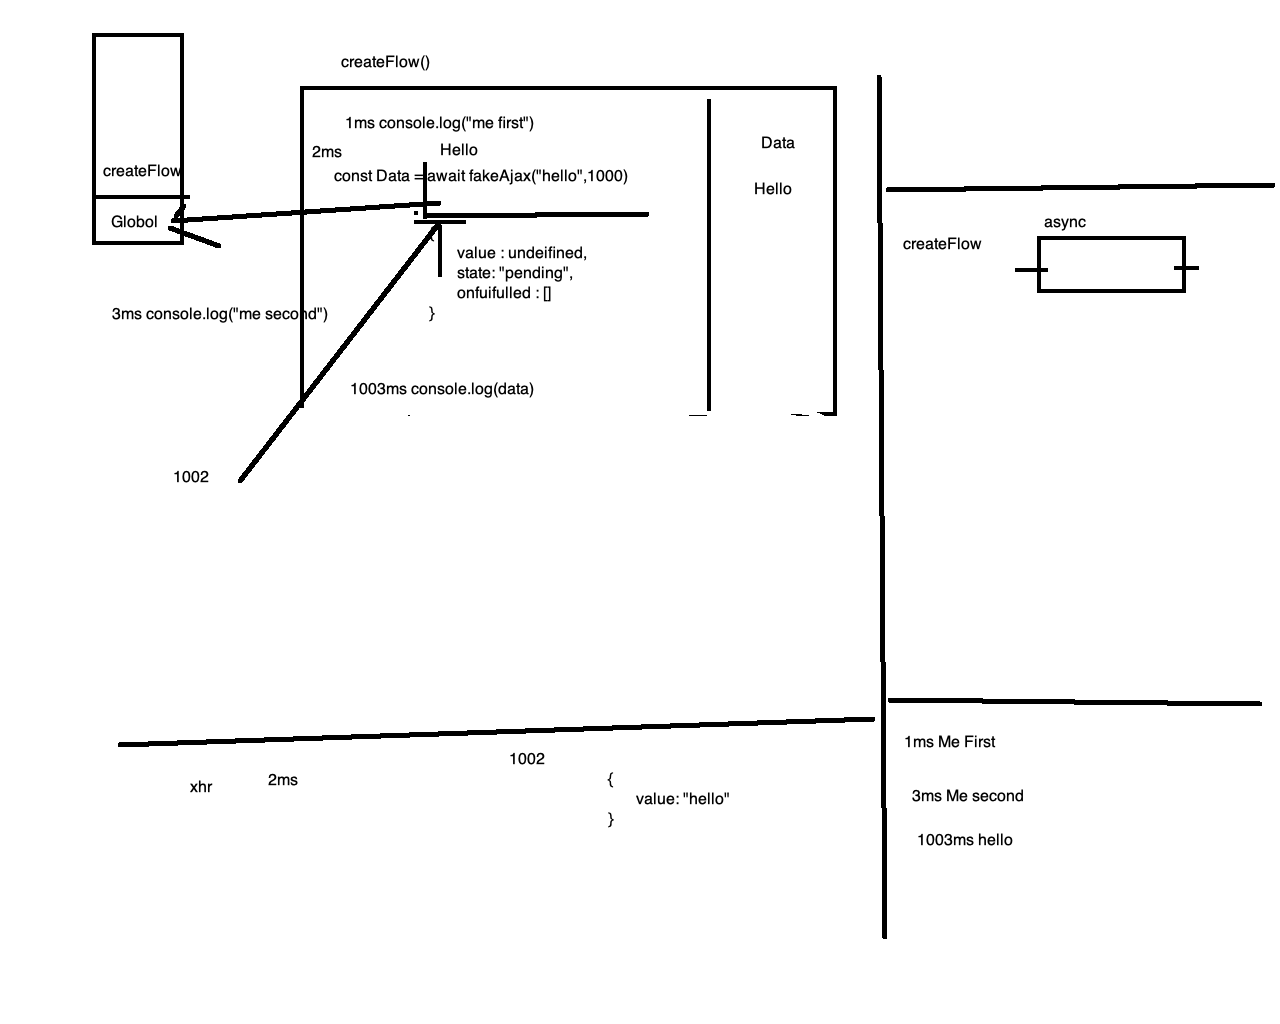 createFlow()
1ms console.log("me first")
2ms
Hello
const Data = await fakeAjax("hello",1000)
{
value : undeifined,
state: "pending",
onfuifulled : []
}
1003ms console.log(data)
Data
Hello
createFlow
Globol
3ms console.log("me second")
1002
async
createFlow
xhr
2ms
1002
{
value: "hello"
}
1ms Me First
3ms Me second
1003ms hello